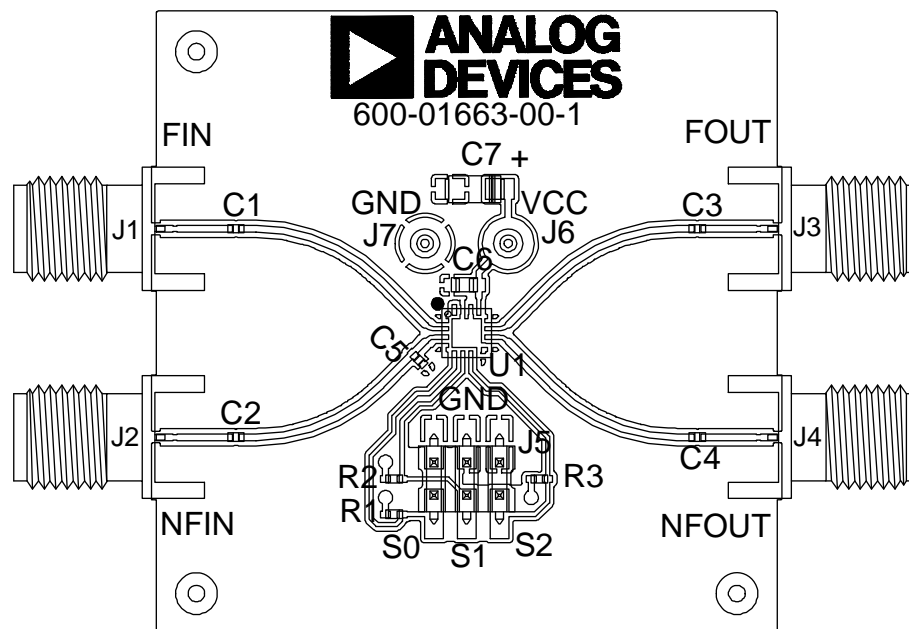 ANALOG
DEVICES
600-01663-00-1
FIN
FOUT
C7 +
GND
VCC
C1
C3
J1
J7
J6
J3
C6
C5
U1
GND
C2
J2
J5
C4
J4
R2
R3
R1
NFIN
NFOUT
S0
S1
S2